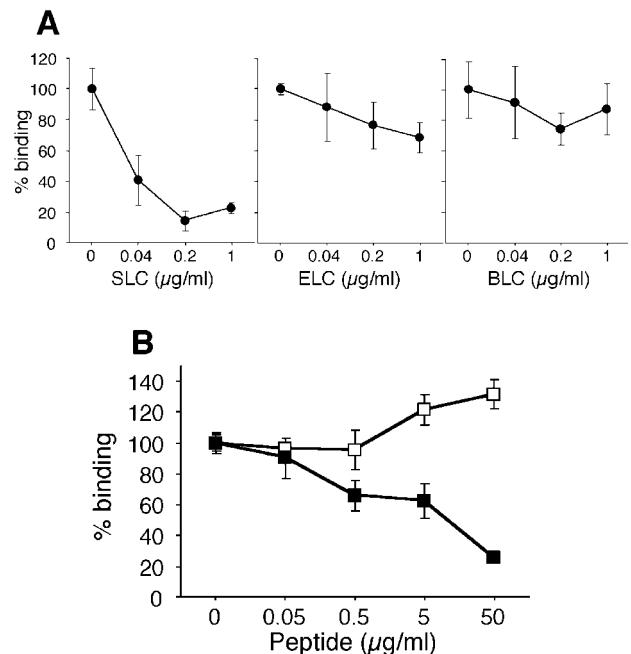 A
120
100
80
60
40
20
0
% binding
0 0.04 0.2 1
SLC (µg/ml)
0 0.04 0.2 1
ELC (µg/ml)
0 0.04 0.2 1
BLC (µg/ml)
B
140
120
100
80
60
40
20
0
% binding
0 0.05 0.5 5 50
Peptide (µg/ml)